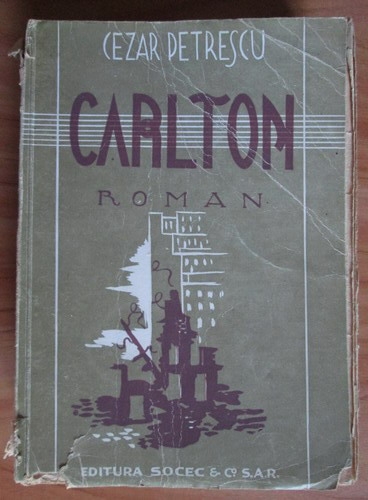 CEZAR PETRESCU
CARLTON
ROMAN
EDITURA SOCEC & Co S.A.R.